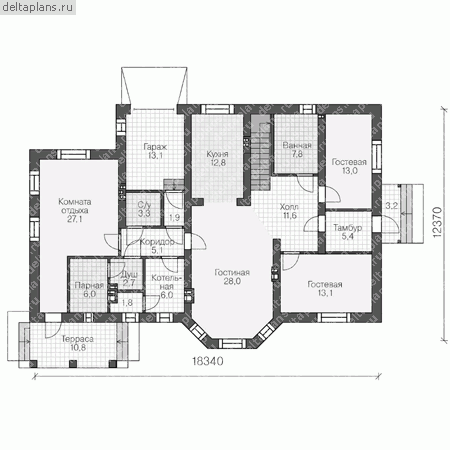 deltaplans.ru
Гараж
13,1
Кухня
12,8
Ванная
7,8
Гостевая
13,0
Комната
отдыха
27,1
С/у
3,3
1,9
Холл
11,6
3,2
Тамбур
5,4
Коридор
5,1
Гостиная
28,0
Гостевая
13,1
Парная
6,0
Душ
2,7
Котель-
ная
6,0
1,8
Терраса
10,8
18340
12370